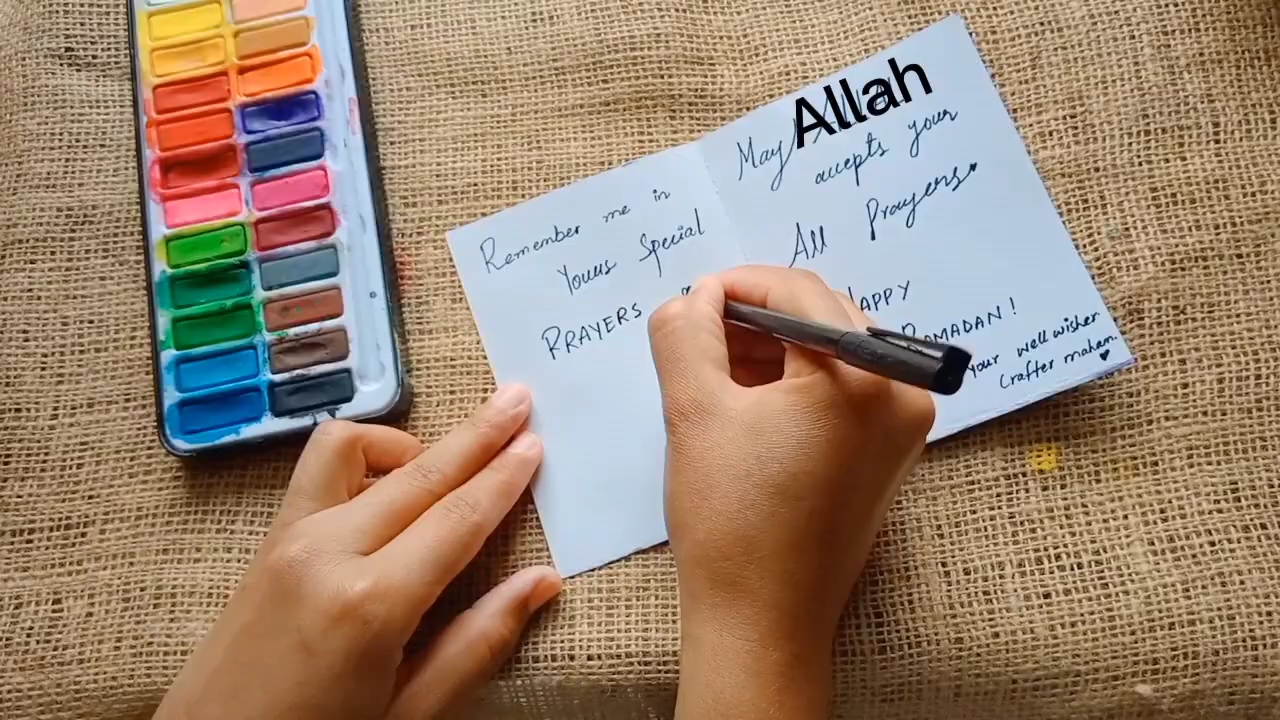 Remember me in
Yours Special
PRAYERS
May Allah
accepts your
All Prayers.
HAPPY
RAMADAN!
your well wisher
Crafter maham.